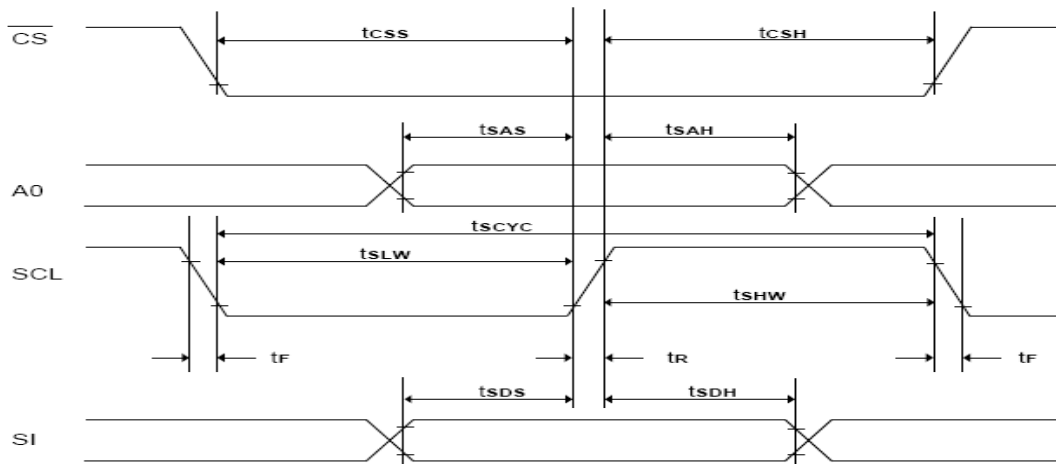 CS
tCSS
tCSH
tSAS
tSAH
A0
tSCYC
SCL
tSLW
tSHW
tF
tR
tF
tSDS
tSDH
SI